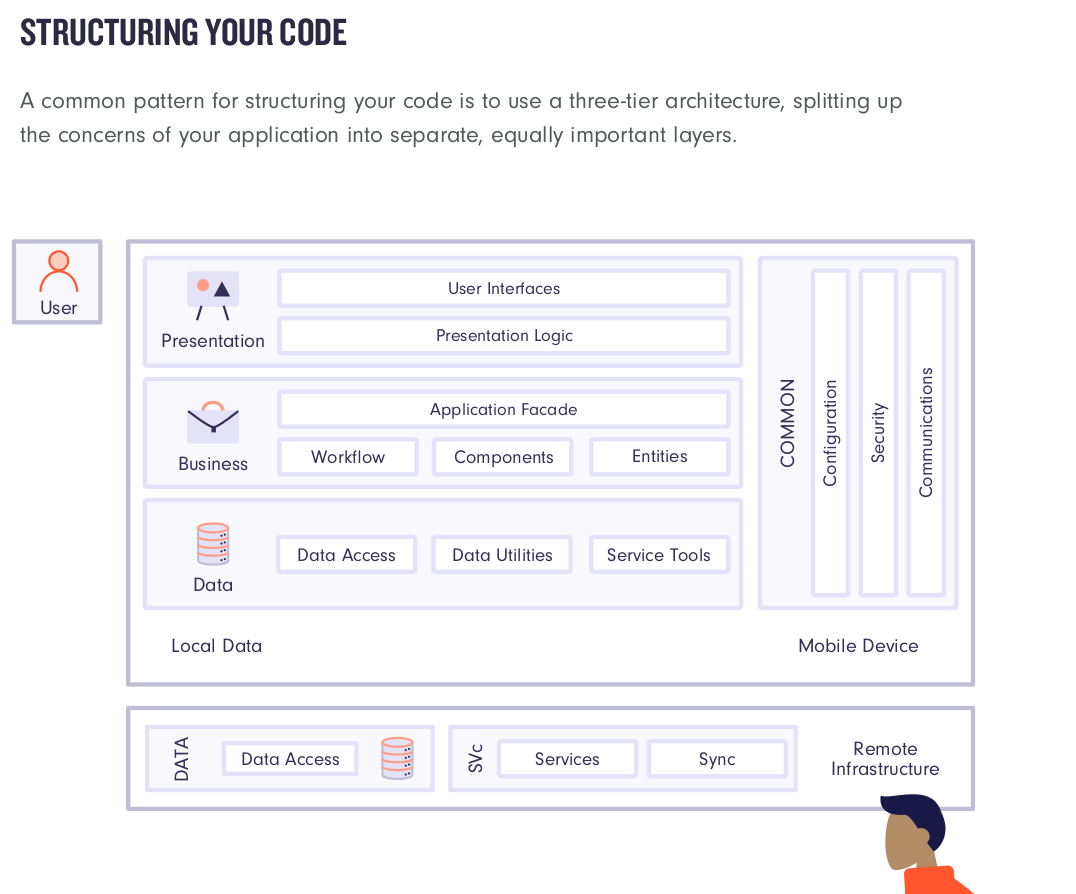 STRUCTURING YOUR CODE
A common pattern for structuring your code is to use a three-tier architecture, splitting up
the concerns of your application into separate, equally important layers.
User
Presentation
User Interfaces
Presentation Logic
Business
Application Facade
Workflow
Components
Entities
Data
Data Access
Data Utilities
Service Tools
COMMON
Configuration
Security
Communications
Local Data
Mobile Device
DATA
Data Access
SVc
Services
Sync
Remote
Infrastructure